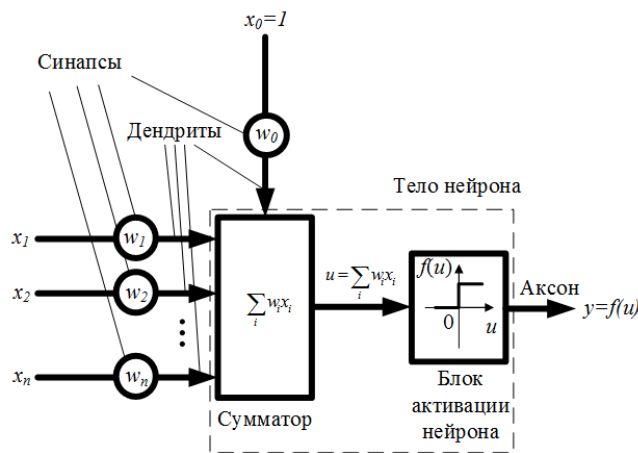 x₀=1
Синапсы
Дендриты
w₀
Тело нейрона
x₁
w₁
x₂
w₂
xₙ
wₙ
∑ wᵢxᵢ
i
u = ∑ wᵢxᵢ
i
f(u)
0
u
Аксон
y=f(u)
Сумматор
Блок
активации
нейрона